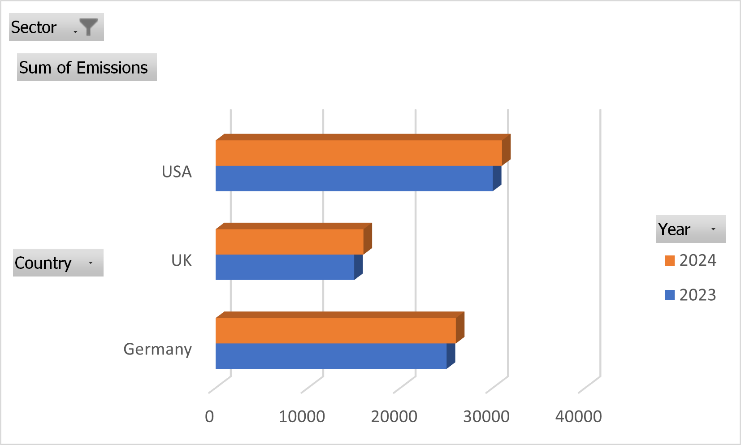 Sector
Sum of Emissions
USA
UK
Germany
Country
Year
2024
2023
0 10000 20000 30000 40000